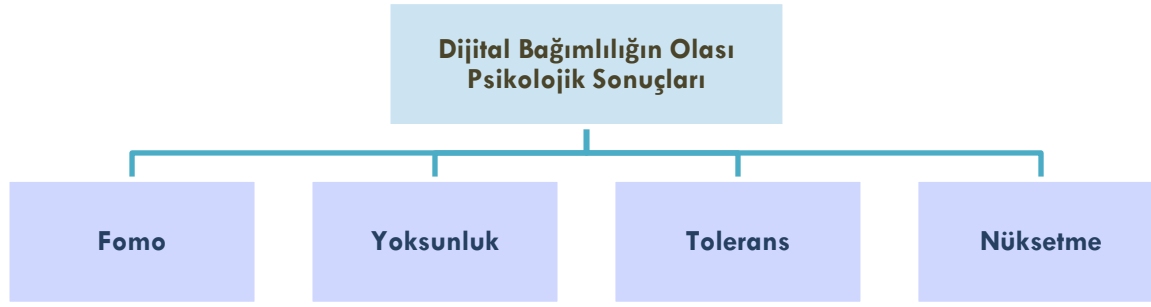 Dijital Bağımlılığın Olası
Psikolojik Sonuçları
Fomo
Yoksunluk
Tolerans
Nüksetme